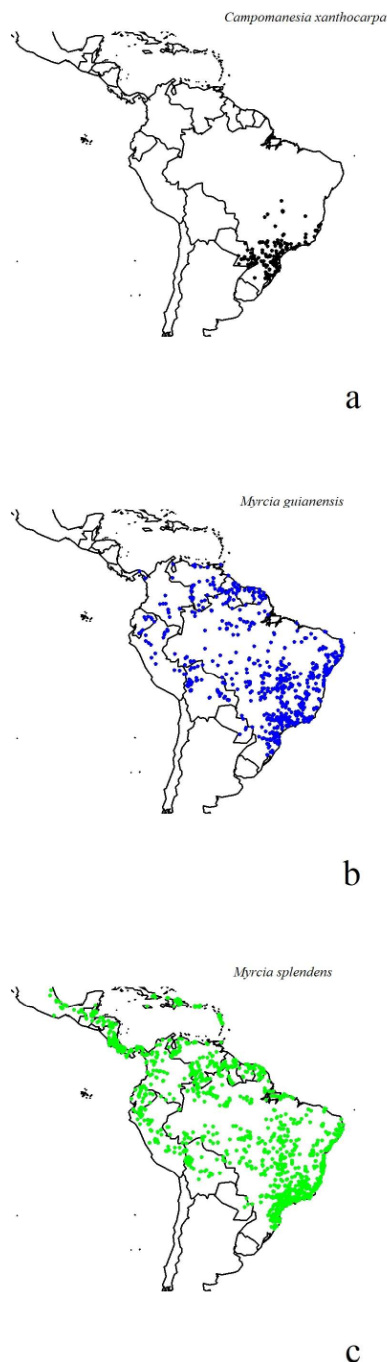 Campomanesia xanthocarpa
a
Myrcia guianensis
b
Myrcia splendens
c